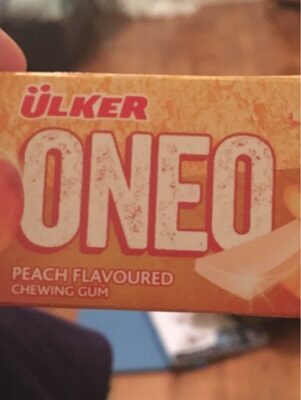 ÜLKER
ONEO
PEACH FLAVOURED
CHEWING GUM